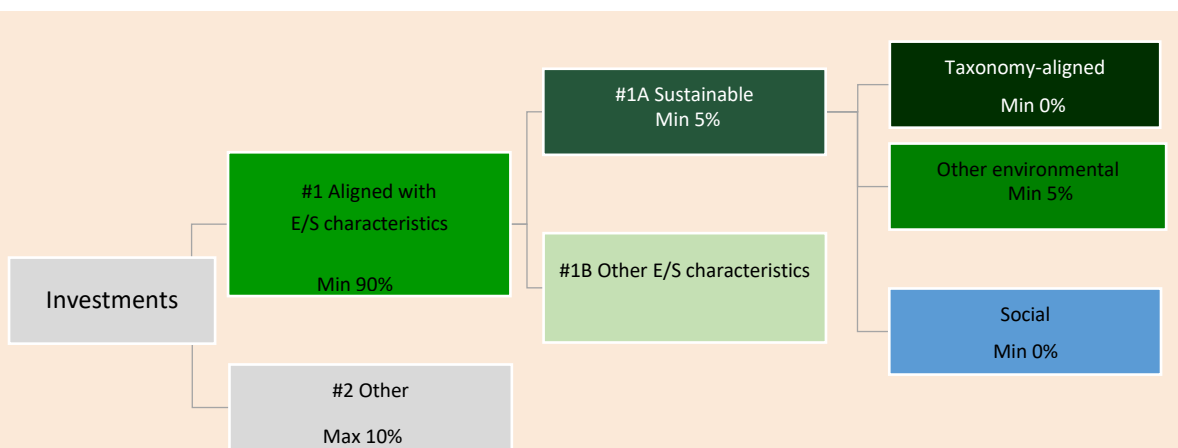 Investments
#1 Aligned with
E/S characteristics
Min 90%
#2 Other
Max 10%
#1A Sustainable
Min 5%
#1B Other E/S characteristics
Taxonomy-aligned
Min 0%
Other environmental
Min 5%
Social
Min 0%